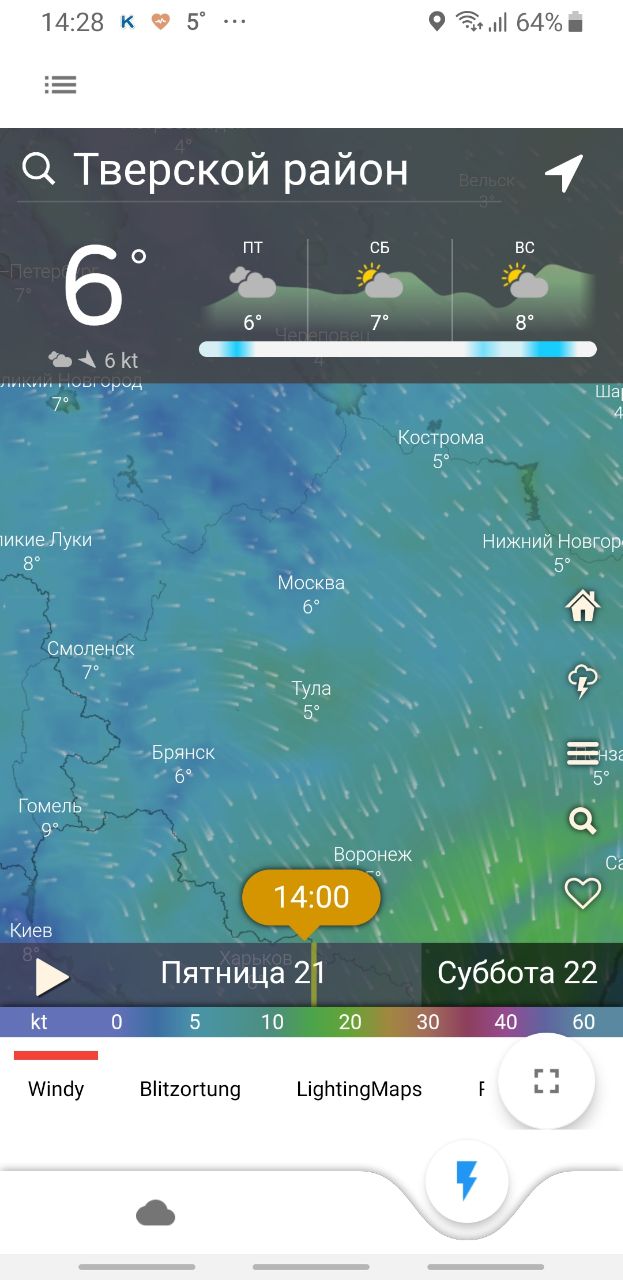 14:28 K 5° ... 64%
4°
Тверской район
Вельск
3°
ПТ СБ ВС
7°
6°
6° 7° 8°
Череповец
4°
6 kt
ликий Новгород
7°
Шар
4
Кострома
5°
икие Луки
8°
Нижний Новгор
5°
Москва
6°
Смоленск
7°
Тула
5°
Брянск
6°
нза
5°
Гомель
9°
Воронеж
5°
Са
14:00
Киев
8°
Харьков
Пятница 21 Суббота 22
kt 0 5 10 20 30 40 60
Windy Blitzortung LightingMaps